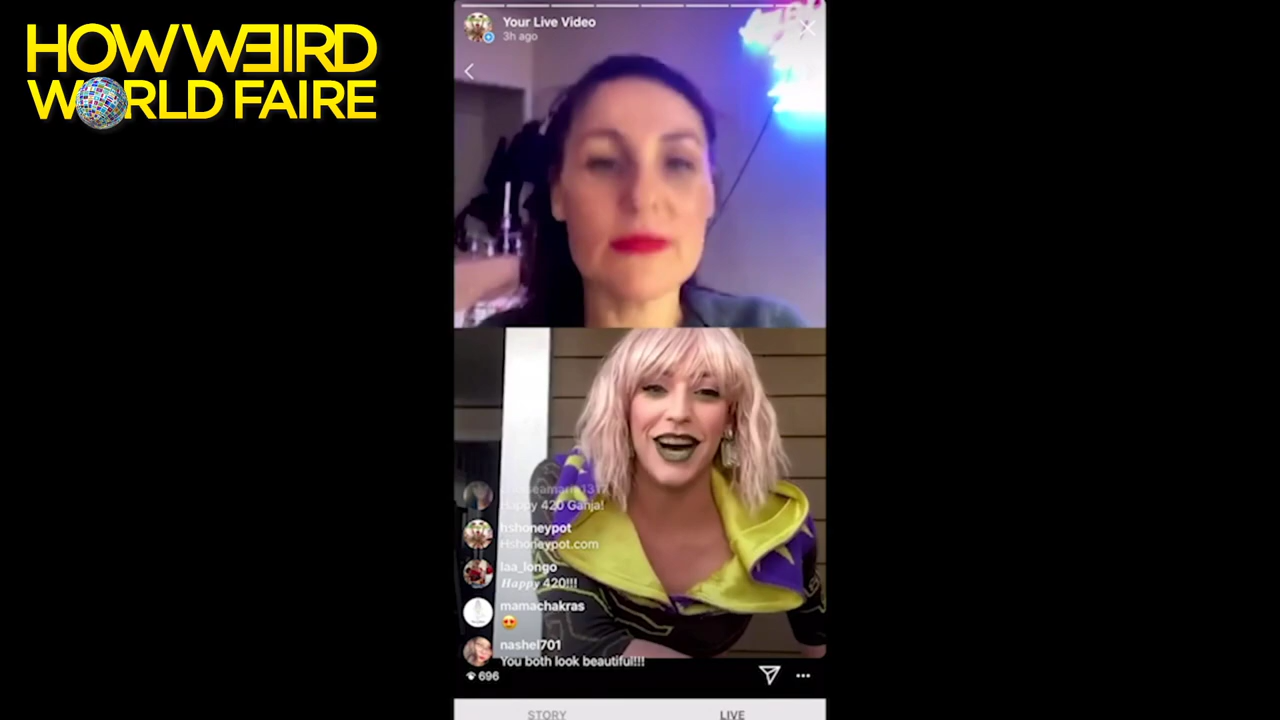 HOW WEIRD
WORLD FAIRE
Your Live Video
3h ago
Happy 420 Ganja!
hshoneypot
Hshoneypot.com
laa_longo
Happy 420!!!
mamachakras
nashel701
You both look beautiful!!!
696
STORY
LIVE